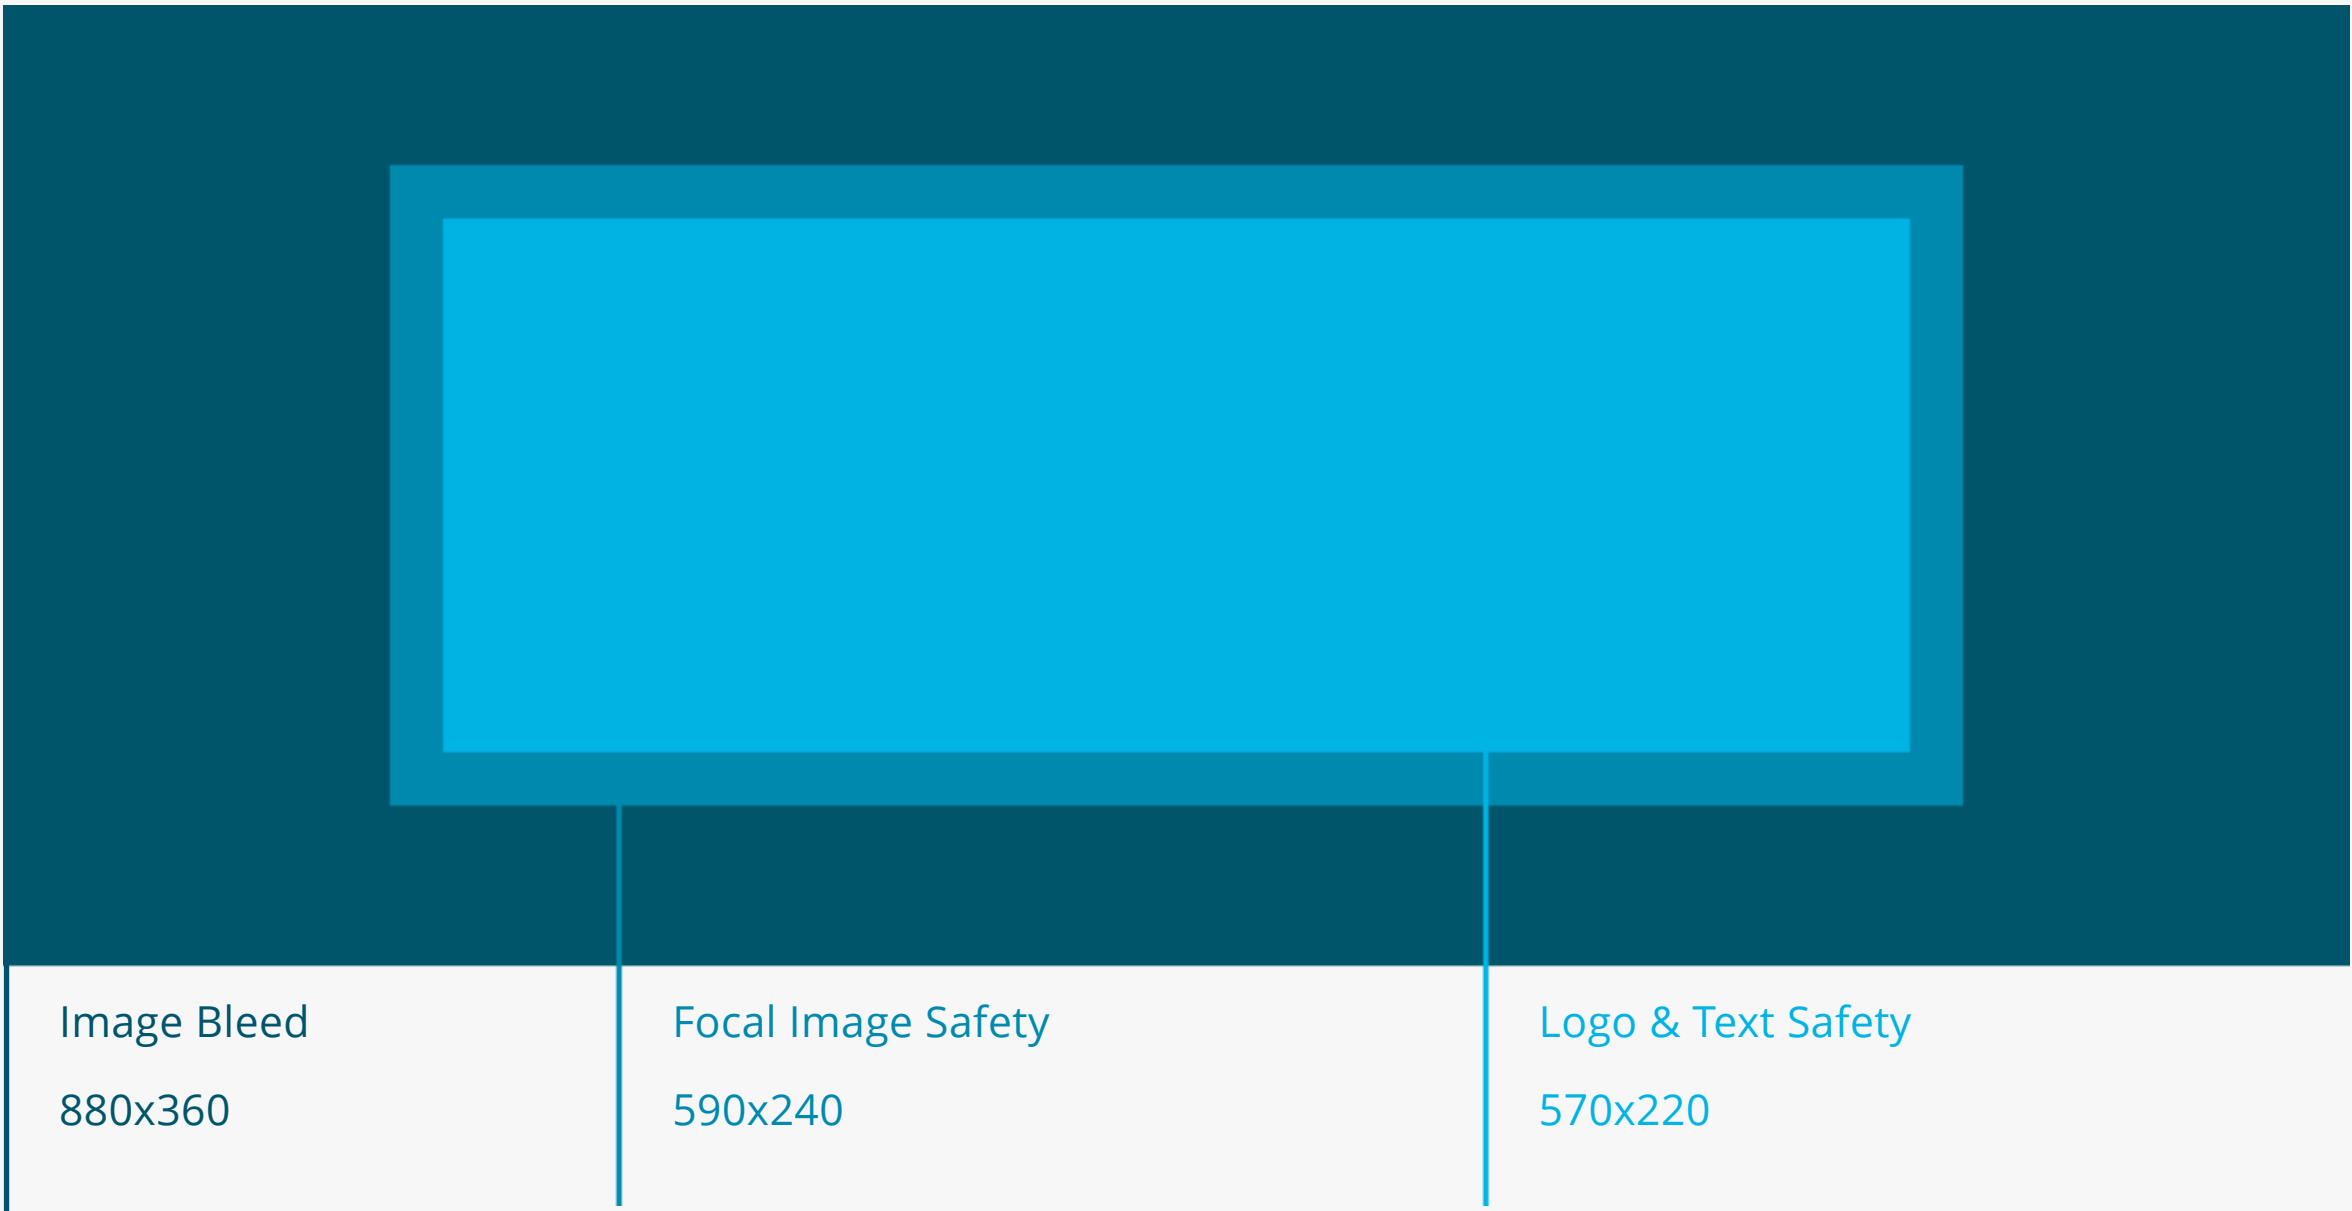 Image Bleed
880x360
Focal Image Safety
590x240
Logo & Text Safety
570x220